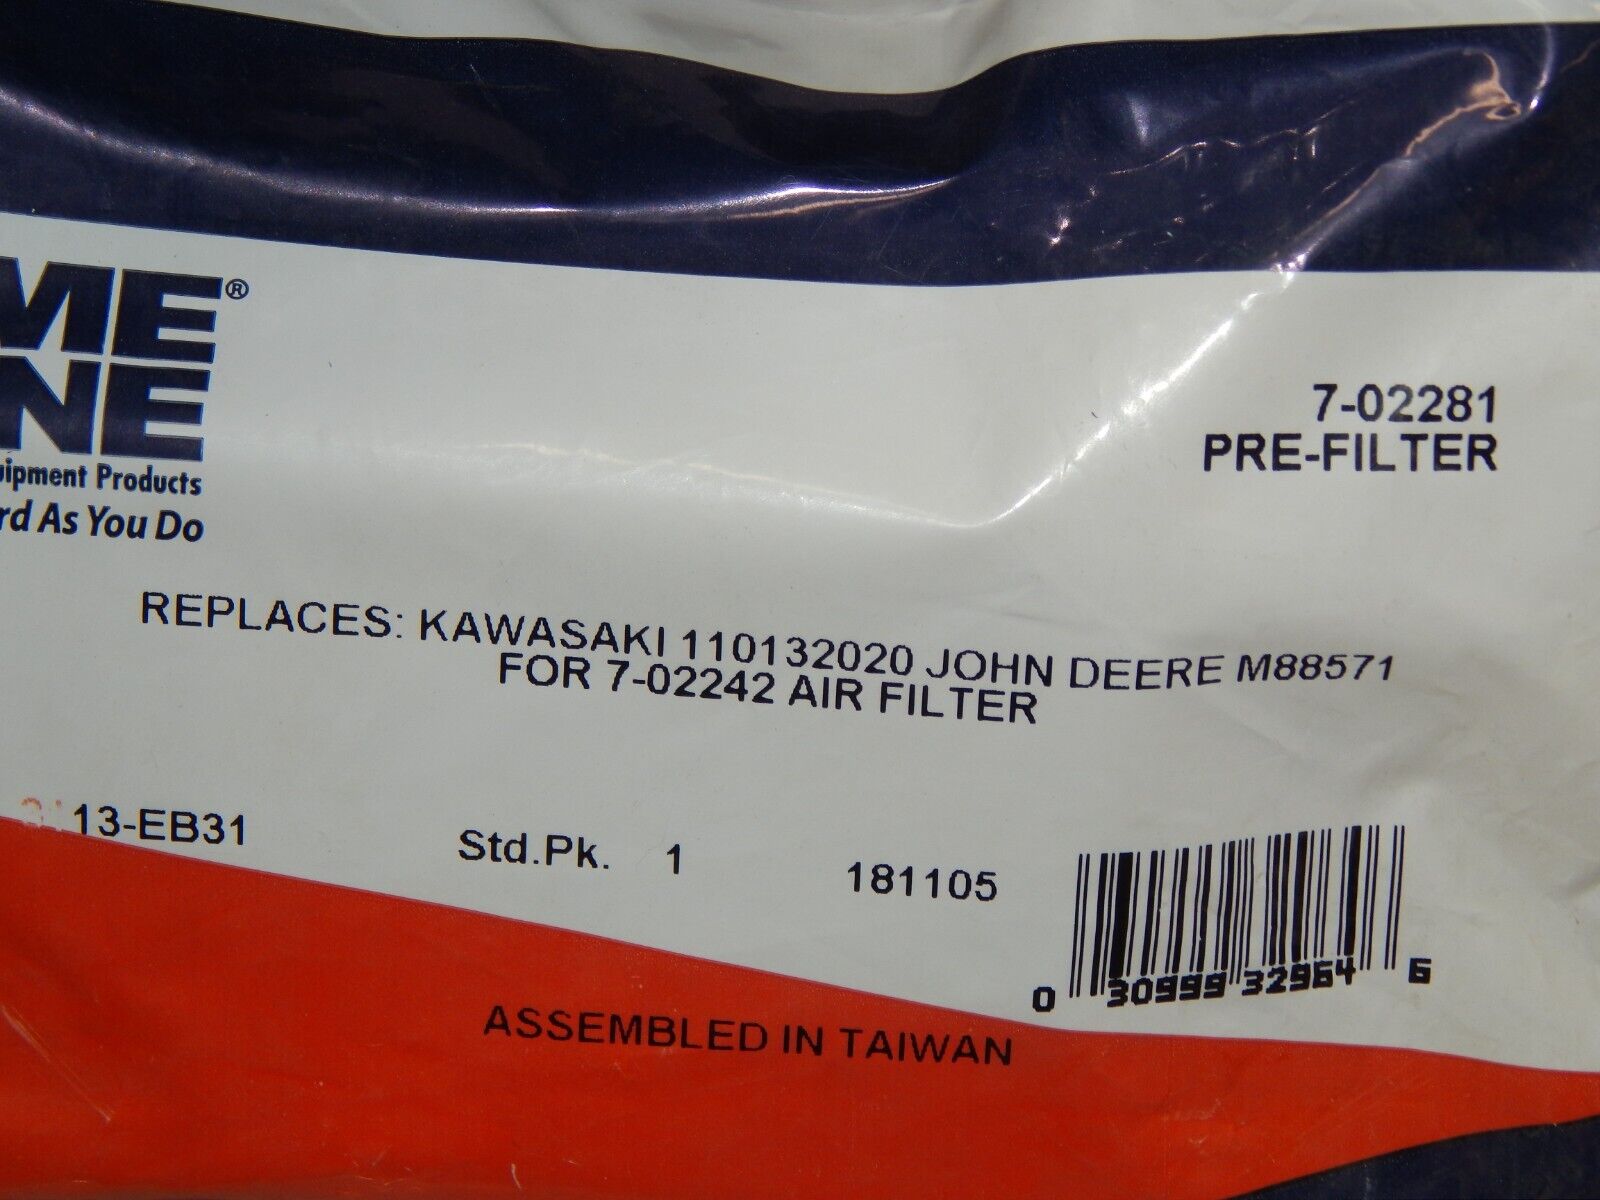 ME®
NE
uipment Products
rd As You Do
7-02281
PRE-FILTER
REPLACES: KAWASAKI 110132020 JOHN DEERE M88571
FOR 7-02242 AIR FILTER
13-EB31
Std.Pk. 1
181105
0 30999 32964 6
ASSEMBLED IN TAIWAN